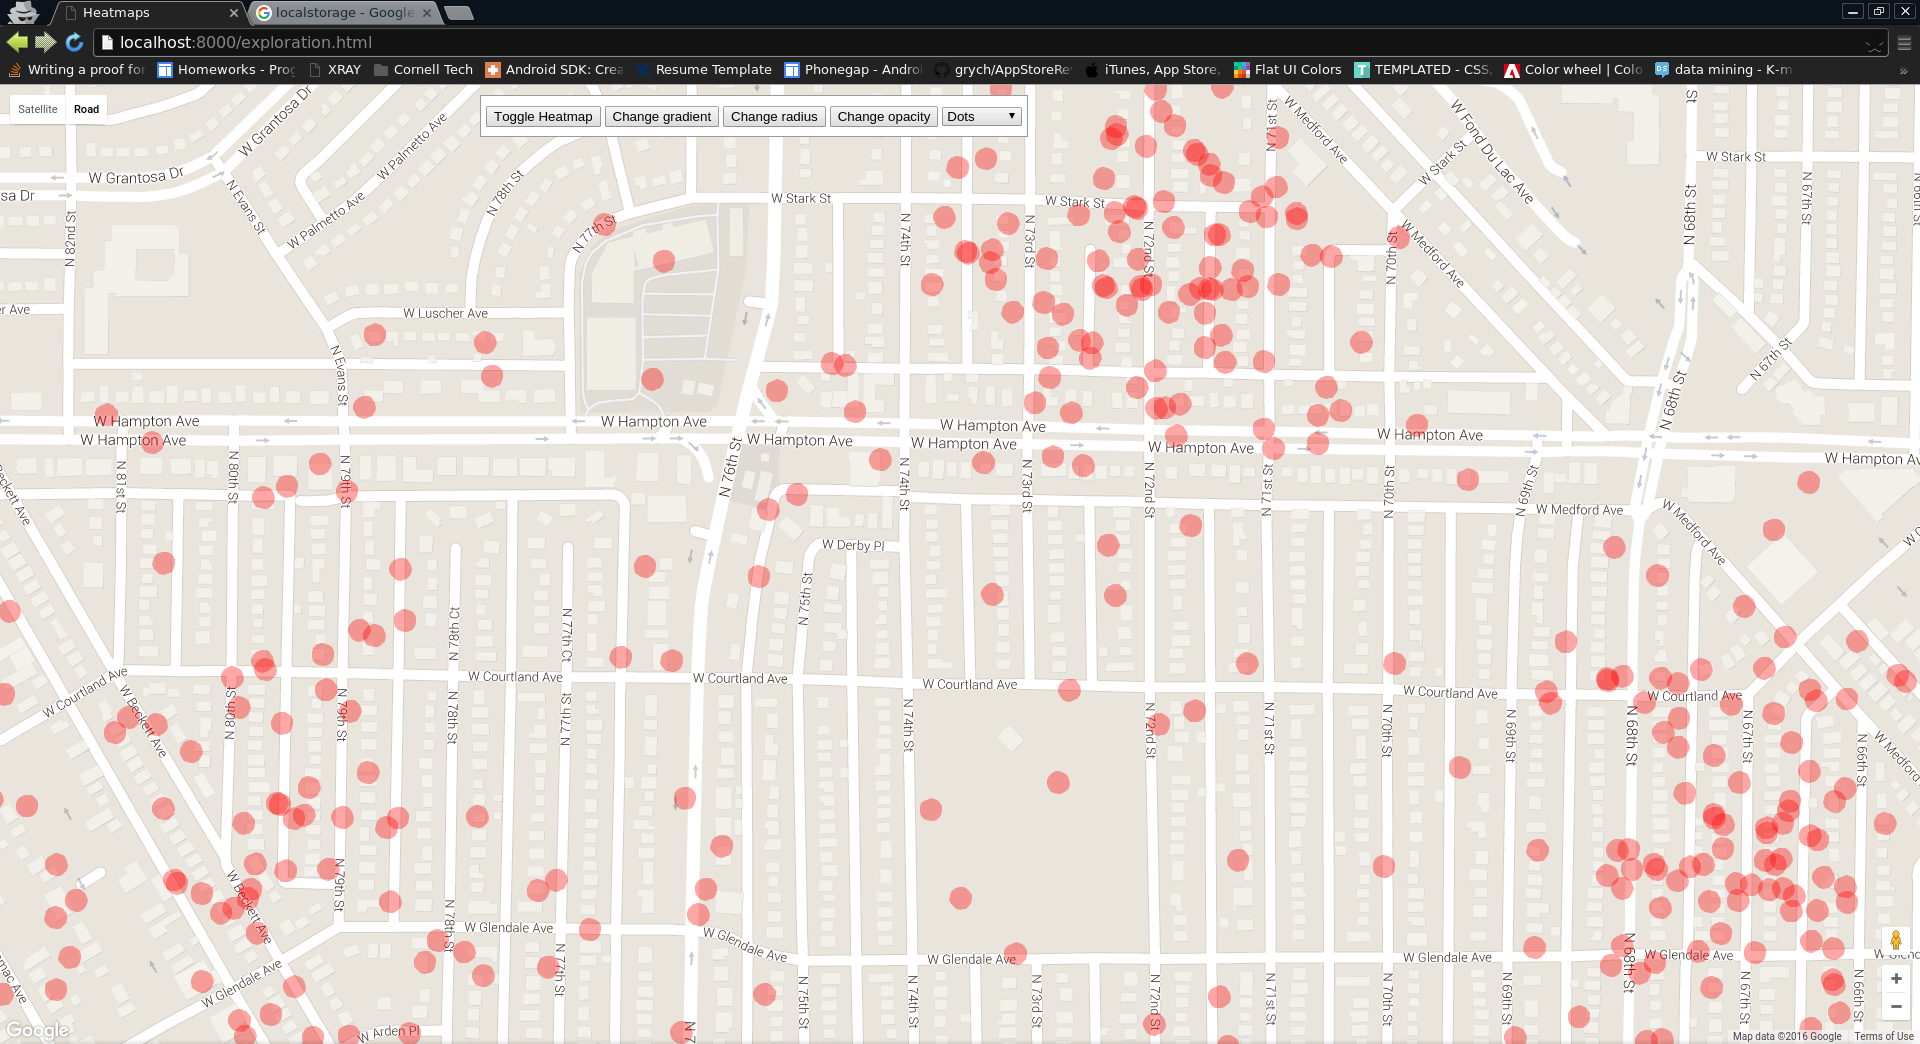 Heatmaps
localstorage - Google
localhost:8000/exploration.html
Writing a proof for
Homeworks - Prog
XRAY
Cornell Tech
Android SDK: Crea
Resume Template
Phonegap - Androi
grych/AppStoreRe
iTunes, App Store,
Flat UI Colors
TEMPLATED - CSS,
Color wheel | Colo
data mining - K-m
»
Satellite
Road
Toggle Heatmap
Change gradient
Change radius
Change opacity
Dots
W Grantosa Dr
W Palmetto Ave
N 71st St
W Medford Ave
W Fond Du Lac Ave
W Stark St
W Stark St
N 68th St
W Grantosa Dr
sa Dr
N Evans St
W Palmetto Ave
N 78th St
N 77th St
W Stark St
W Stark St
N 67th St
N 82nd St
N 74th St
N 73rd St
N 72nd St
N 70th St
W Medford Ave
N 68th St
er Ave
W Luscher Ave
N Evans St
N 67th St
N 68th St
W Hampton Ave
W Hampton Ave
W Hampton Ave
W Hampton Ave
W Hampton Ave
W Hampton Ave
W Hampton Ave
W Hampton Ave
W Hampton Av
N 76th St
Beckett Ave
N 81st St
N 80th St
N 79th St
N 74th St
N 73rd St
N 72nd St
N 71st St
N 70th St
N 69th St
W Medford Ave
W Medford Ave
W Derby Pl
N 75th St
N 78th Ct
N 77th Ct
W Courtland Ave
W Courtland Ave
W Courtland Ave
W Courtland Ave
W Courtland Ave
W Courtland Ave
W Beckett Ave
N 80th St
N 79th St
N 78th St
N 77th St
N 74th St
N 72nd St
N 71st St
N 70th St
N 69th St
N 68th St
N 67th St
N 66th St
W Medford
W Beckett Ave
N 79th St
N 78th St
N 77th St
W Glendale Ave
W Glendale Ave
W Glendale Ave
W Glendale Ave
W Glendale Ave
W Glendale Ave
W Glend
N 75th St
N 74th St
N 73rd St
N 72nd St
N 71st St
N 70th St
N 69th St
N 68th St
N 67th St
N 66th St
W Arden Pl
N 7
Google
+
−
Map data ©2016 Google
Terms of Use